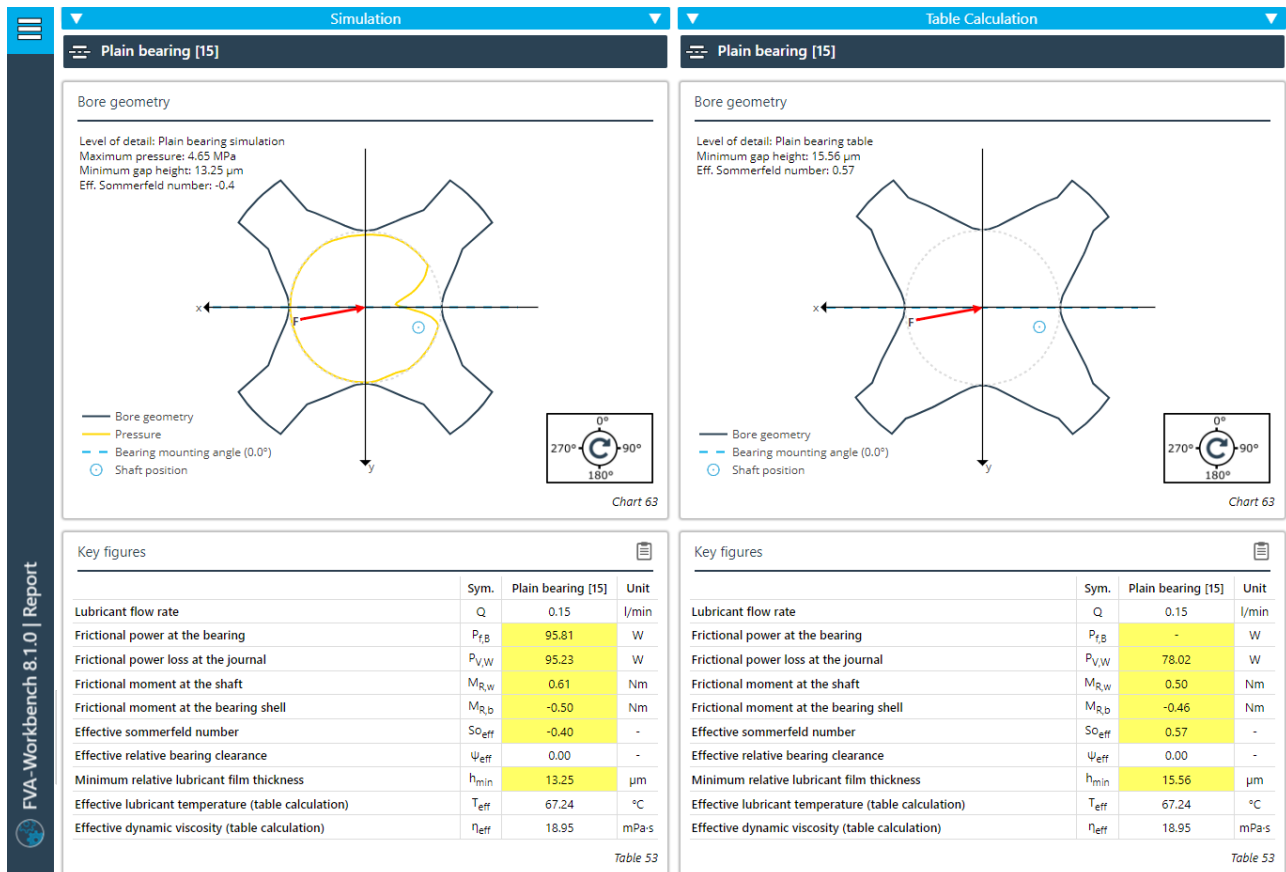 FVA-Workbench 8.1.0 | Report
Simulation
Plain bearing [15]
Bore geometry
Level of detail: Plain bearing simulation
Maximum pressure: 4.65 MPa
Minimum gap height: 13.25 µm
Eff. Sommerfeld number: -0.4
x
F
y
Bore geometry
Pressure
Bearing mounting angle (0.0°)
Shaft position
0°
270° 90°
180°
Chart 63
Key figures
Sym. Plain bearing [15] Unit
Lubricant flow rate Q 0.15 l/min
Frictional power at the bearing Pf,B 95.81 W
Frictional power loss at the journal PV,W 95.23 W
Frictional moment at the shaft MR,w 0.61 Nm
Frictional moment at the bearing shell MR,b -0.50 Nm
Effective sommerfeld number Soeff -0.40 -
Effective relative bearing clearance Ψeff 0.00 -
Minimum relative lubricant film thickness hmin 13.25 µm
Effective lubricant temperature (table calculation) Teff 67.24 °C
Effective dynamic viscosity (table calculation) ηeff 18.95 mPa·s
Table 53
Table Calculation
Plain bearing [15]
Bore geometry
Level of detail: Plain bearing table
Minimum gap height: 15.56 µm
Eff. Sommerfeld number: 0.57
x
F
y
Bore geometry
Bearing mounting angle (0.0°)
Shaft position
0°
270° 90°
180°
Chart 63
Key figures
Sym. Plain bearing [15] Unit
Lubricant flow rate Q 0.15 l/min
Frictional power at the bearing Pf,B - W
Frictional power loss at the journal PV,W 78.02 W
Frictional moment at the shaft MR,w 0.50 Nm
Frictional moment at the bearing shell MR,b -0.46 Nm
Effective sommerfeld number Soeff 0.57 -
Effective relative bearing clearance Ψeff 0.00 -
Minimum relative lubricant film thickness hmin 15.56 µm
Effective lubricant temperature (table calculation) Teff 67.24 °C
Effective dynamic viscosity (table calculation) ηeff 18.95 mPa·s
Table 53